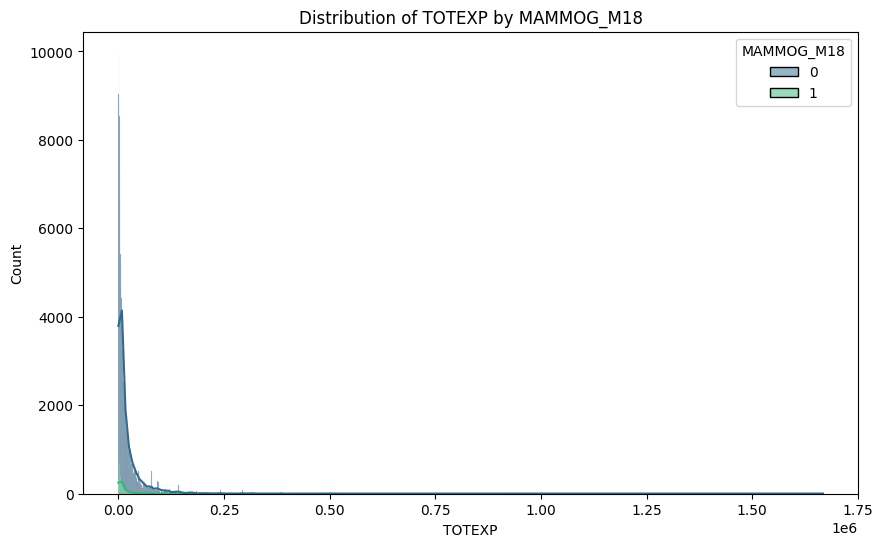 Distribution of TOTEXP by MAMMOG_M18
MAMMOG_M18
0
1
Count
10000
8000
6000
4000
2000
0
0.00 0.25 0.50 0.75 1.00 1.25 1.50 1.75
1e6
TOTEXP